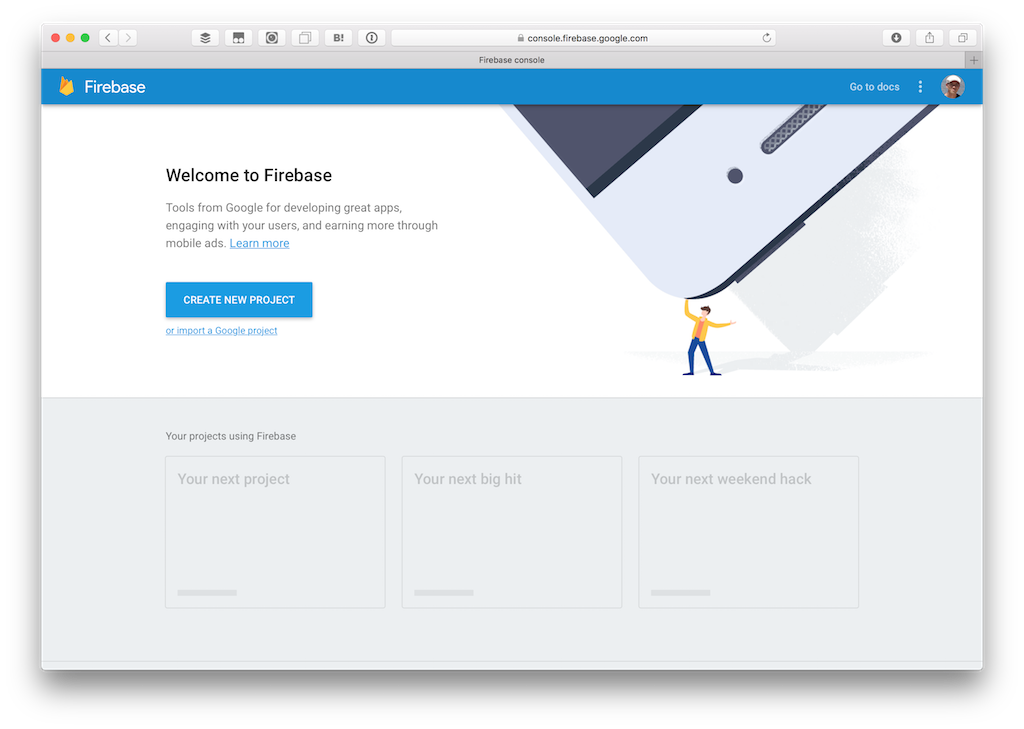 B!
console.firebase.google.com
Firebase console
Firebase
Go to docs
Welcome to Firebase
Tools from Google for developing great apps,
engaging with your users, and earning more through
mobile ads. Learn more
CREATE NEW PROJECT
or import a Google project
Your projects using Firebase
Your next project
Your next big hit
Your next weekend hack